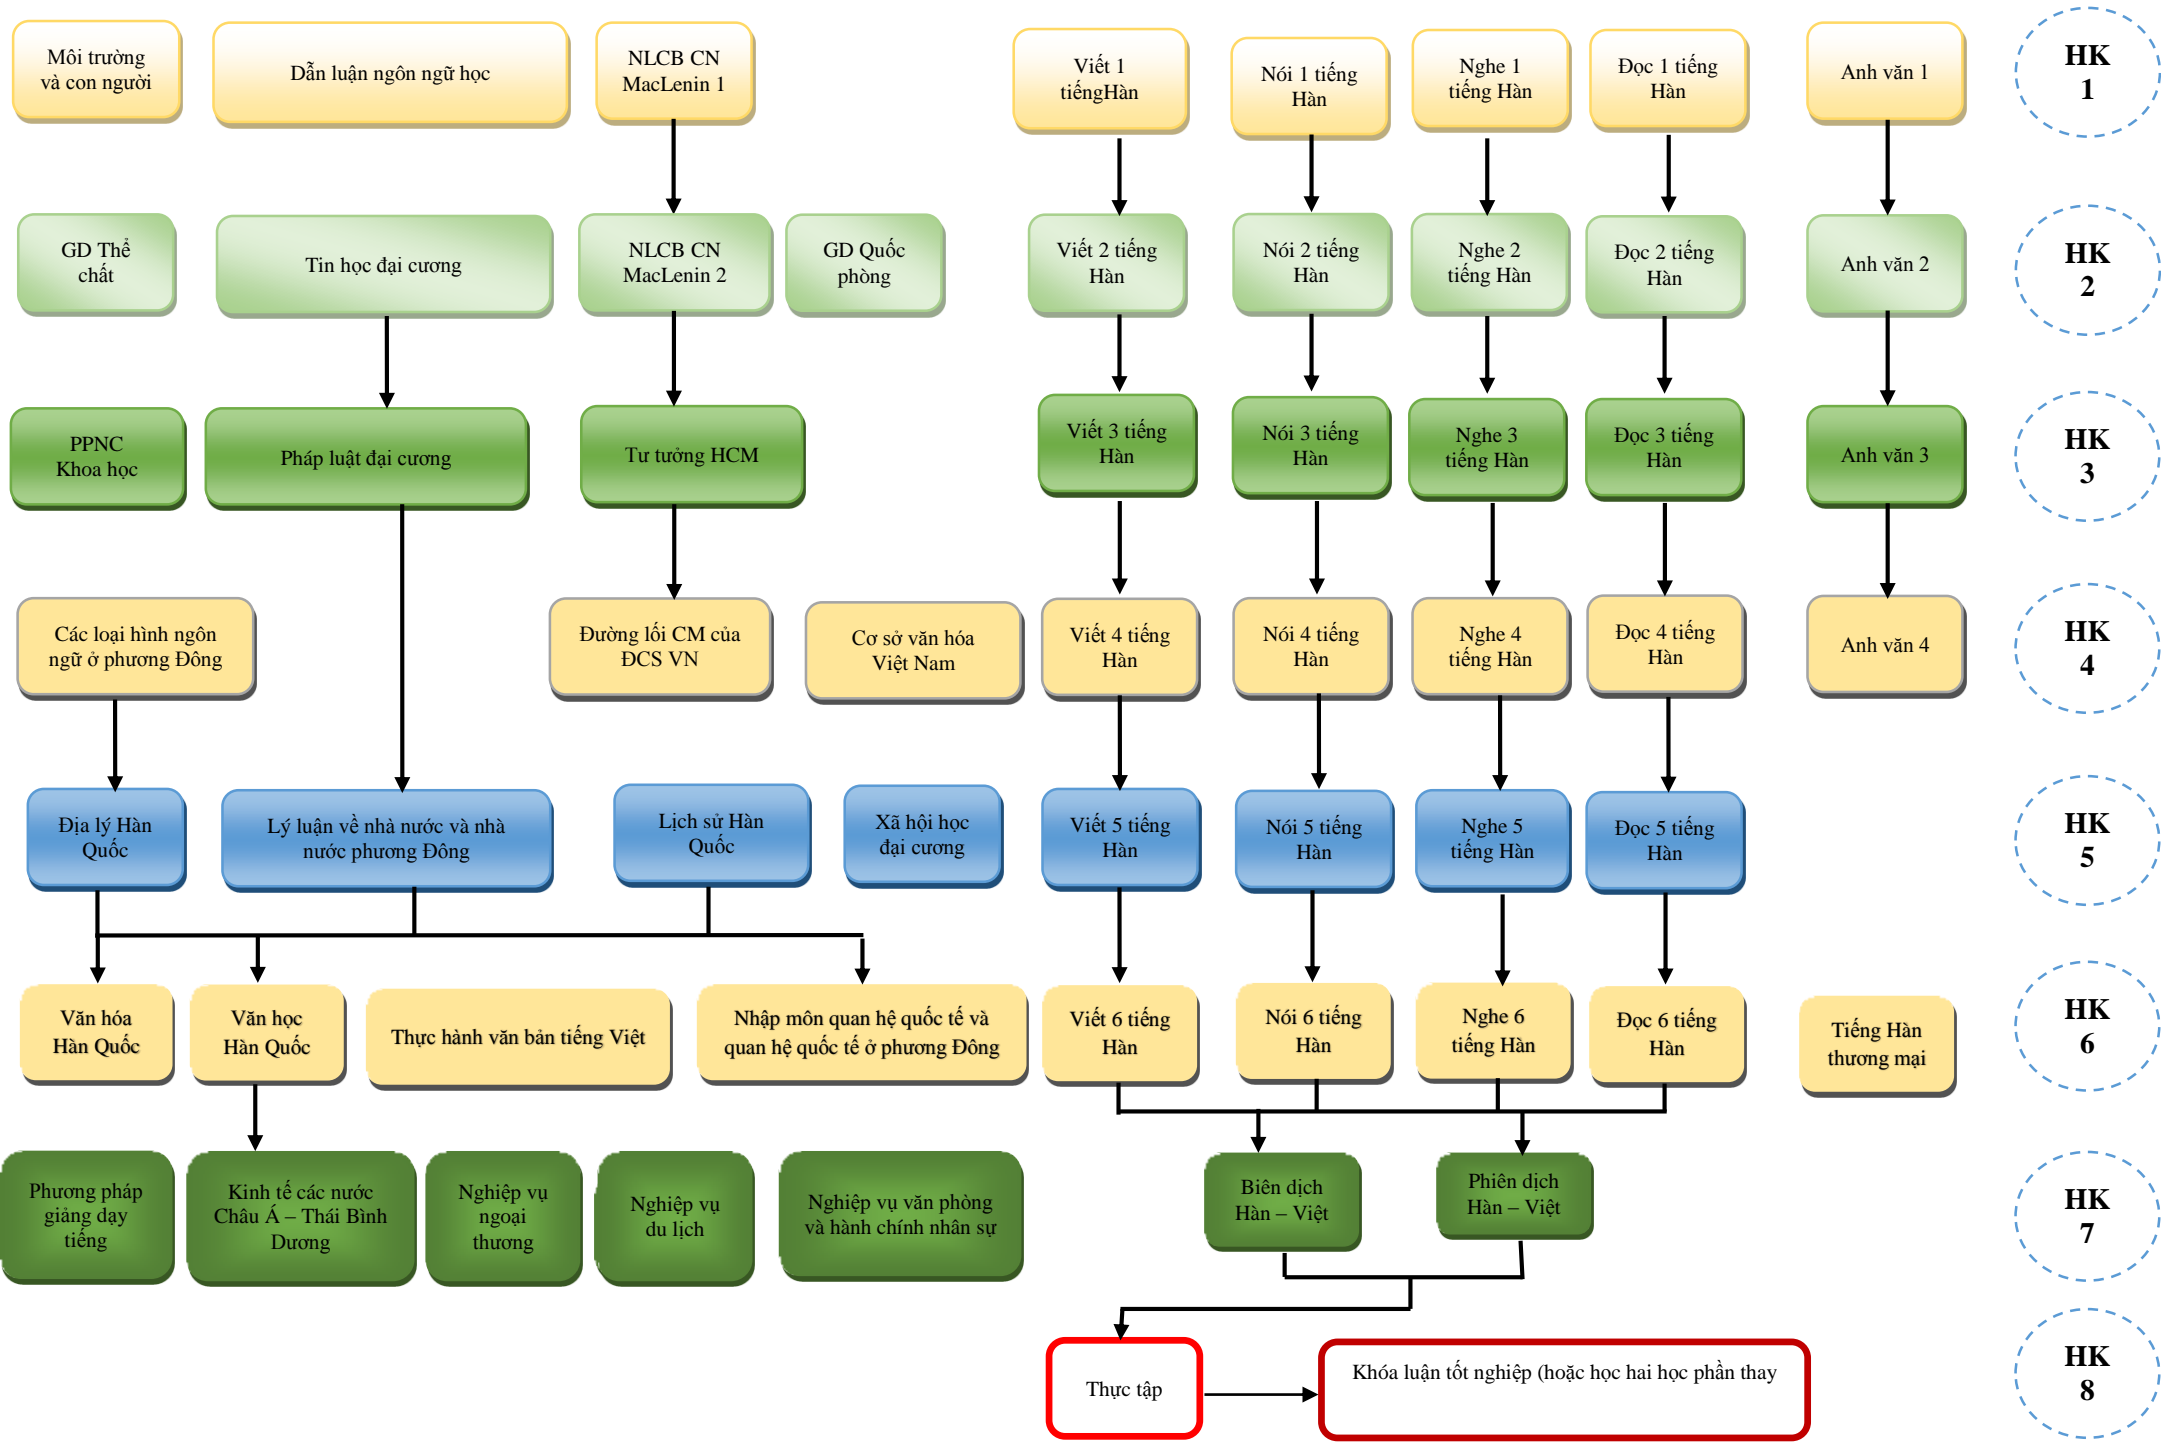 Môi trường
và con người
Dẫn luận ngôn ngữ học
NLCB CN
MacLenin 1
Viết 1
tiếngHàn
Nói 1 tiếng
Hàn
Nghe 1
tiếng Hàn
Đọc 1 tiếng
Hàn
Anh văn 1
HK
1
GD Thể
chất
Tin học đại cương
NLCB CN
MacLenin 2
GD Quốc
phòng
Viết 2 tiếng
Hàn
Nói 2 tiếng
Hàn
Nghe 2
tiếng Hàn
Đọc 2 tiếng
Hàn
Anh văn 2
HK
2
PPNC
Khoa học
Pháp luật đại cương
Tư tưởng HCM
Viết 3 tiếng
Hàn
Nói 3 tiếng
Hàn
Nghe 3
tiếng Hàn
Đọc 3 tiếng
Hàn
Anh văn 3
HK
3
Các loại hình ngôn
ngữ ở phương Đông
Đường lối CM của
ĐCS VN
Cơ sở văn hóa
Việt Nam
Viết 4 tiếng
Hàn
Nói 4 tiếng
Hàn
Nghe 4
tiếng Hàn
Đọc 4 tiếng
Hàn
Anh văn 4
HK
4
Địa lý Hàn
Quốc
Lý luận về nhà nước và nhà
nước phương Đông
Lịch sử Hàn
Quốc
Xã hội học
đại cương
Viết 5 tiếng
Hàn
Nói 5 tiếng
Hàn
Nghe 5
tiếng Hàn
Đọc 5 tiếng
Hàn
HK
5
Văn hóa
Hàn Quốc
Văn học
Hàn Quốc
Thực hành văn bản tiếng Việt
Nhập môn quan hệ quốc tế và
quan hệ quốc tế ở phương Đông
Viết 6 tiếng
Hàn
Nói 6 tiếng
Hàn
Nghe 6
tiếng Hàn
Đọc 6 tiếng
Hàn
Tiếng Hàn
thương mại
HK
6
Phương pháp
giảng dạy
tiếng
Kinh tế các nước
Châu Á – Thái Bình
Dương
Nghiệp vụ
ngoại
thương
Nghiệp vụ
du lịch
Nghiệp vụ văn phòng
và hành chính nhân sự
Biên dịch
Hàn – Việt
Phiên dịch
Hàn – Việt
HK
7
Thực tập
Khóa luận tốt nghiệp (hoặc học hai học phần thay
HK
8